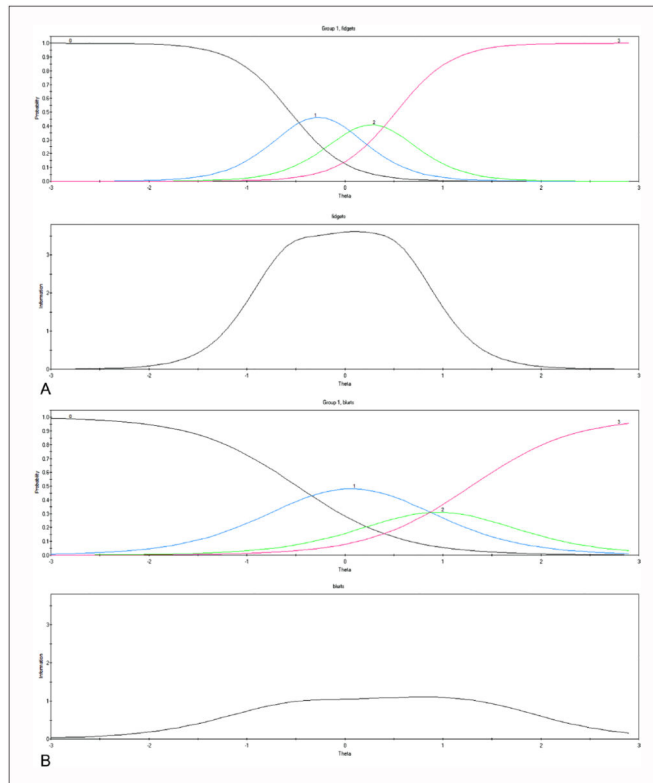 Group 1, fidgets
Probability
1.0
0.9
0.8
0.7
0.6
0.5
0.4
0.3
0.2
0.1
0.0
0
1
2
3
-3 -2 -1 0 1 2 3
Theta
fidgets
Information
3
2
1
0
-3 -2 -1 0 1 2 3
Theta
A
Group 1, blurts
Probability
1.0
0.9
0.8
0.7
0.6
0.5
0.4
0.3
0.2
0.1
0.0
0
1
2
3
-3 -2 -1 0 1 2 3
Theta
blurts
Information
3
2
1
0
-3 -2 -1 0 1 2 3
Theta
B